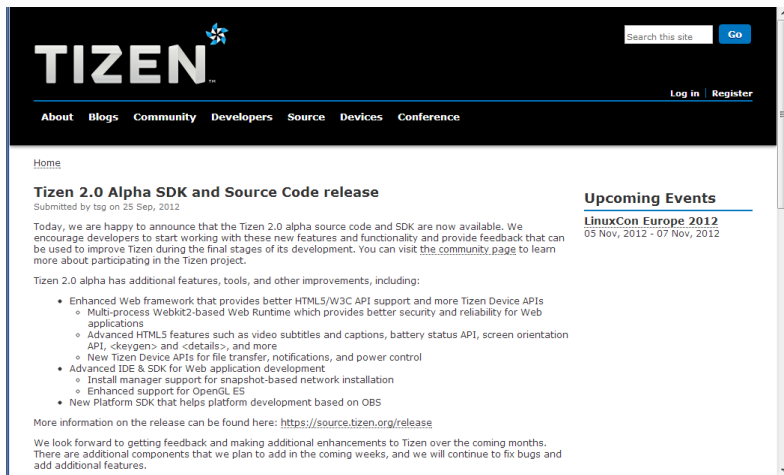 TIZEN™
Search this site
Go
Log in | Register
About Blogs Community Developers Source Devices Conference
Home
Tizen 2.0 Alpha SDK and Source Code release
Submitted by tsg on 25 Sep, 2012
Today, we are happy to announce that the Tizen 2.0 alpha source code and SDK are now available. We
encourage developers to start working with these new features and functionality and provide feedback that can
be used to improve Tizen during the final stages of its development. You can visit the community page to learn
more about participating in the Tizen project.
Tizen 2.0 alpha has additional features, tools, and other improvements, including:
• Enhanced Web framework that provides better HTML5/W3C API support and more Tizen Device APIs
◦ Multi-process Webkit2-based Web Runtime which provides better security and reliability for Web
applications
◦ Advanced HTML5 features such as video subtitles and captions, battery status API, screen orientation
API, <keygen> and <details>, and more
◦ New Tizen Device APIs for file transfer, notifications, and power control
• Advanced IDE & SDK for Web application development
◦ Install manager support for snapshot-based network installation
◦ Enhanced support for OpenGL ES
• New Platform SDK that helps platform development based on OBS
More information on the release can be found here: https://source.tizen.org/release
We look forward to getting feedback and making additional enhancements to Tizen over the coming months.
There are additional components that we plan to add in the coming weeks, and we will continue to fix bugs and
add additional features.
Upcoming Events
LinuxCon Europe 2012
05 Nov, 2012 - 07 Nov, 2012